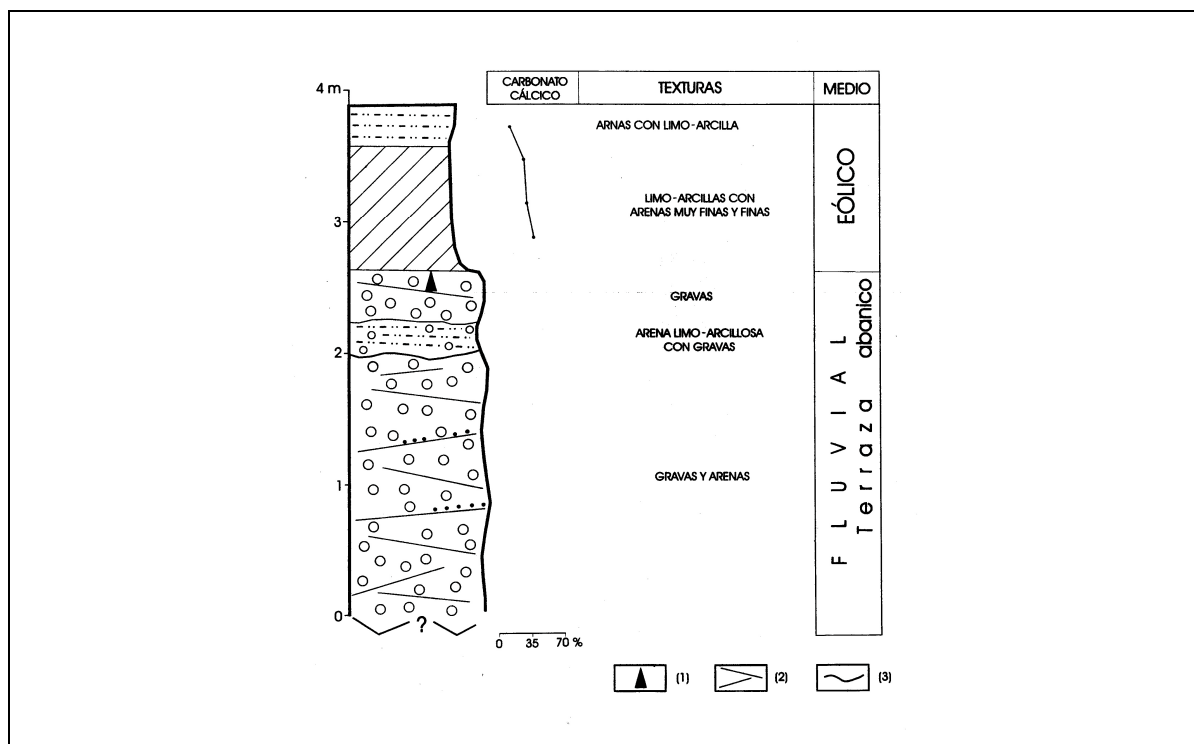 CARBONATO
CÁLCICO
TEXTURAS
MEDIO
4 m
ARNAS CON LIMO-ARCILLA
LIMO-ARCILLAS CON
ARENAS MUY FINAS Y FINAS
EÓLICO
3
GRAVAS
ARENA LIMO-ARCILLOSA
CON GRAVAS
2
GRAVAS Y ARENAS
1
FLUVIAL
Terraza abanico
0
?
0 35 70 %
(1) (2) (3)